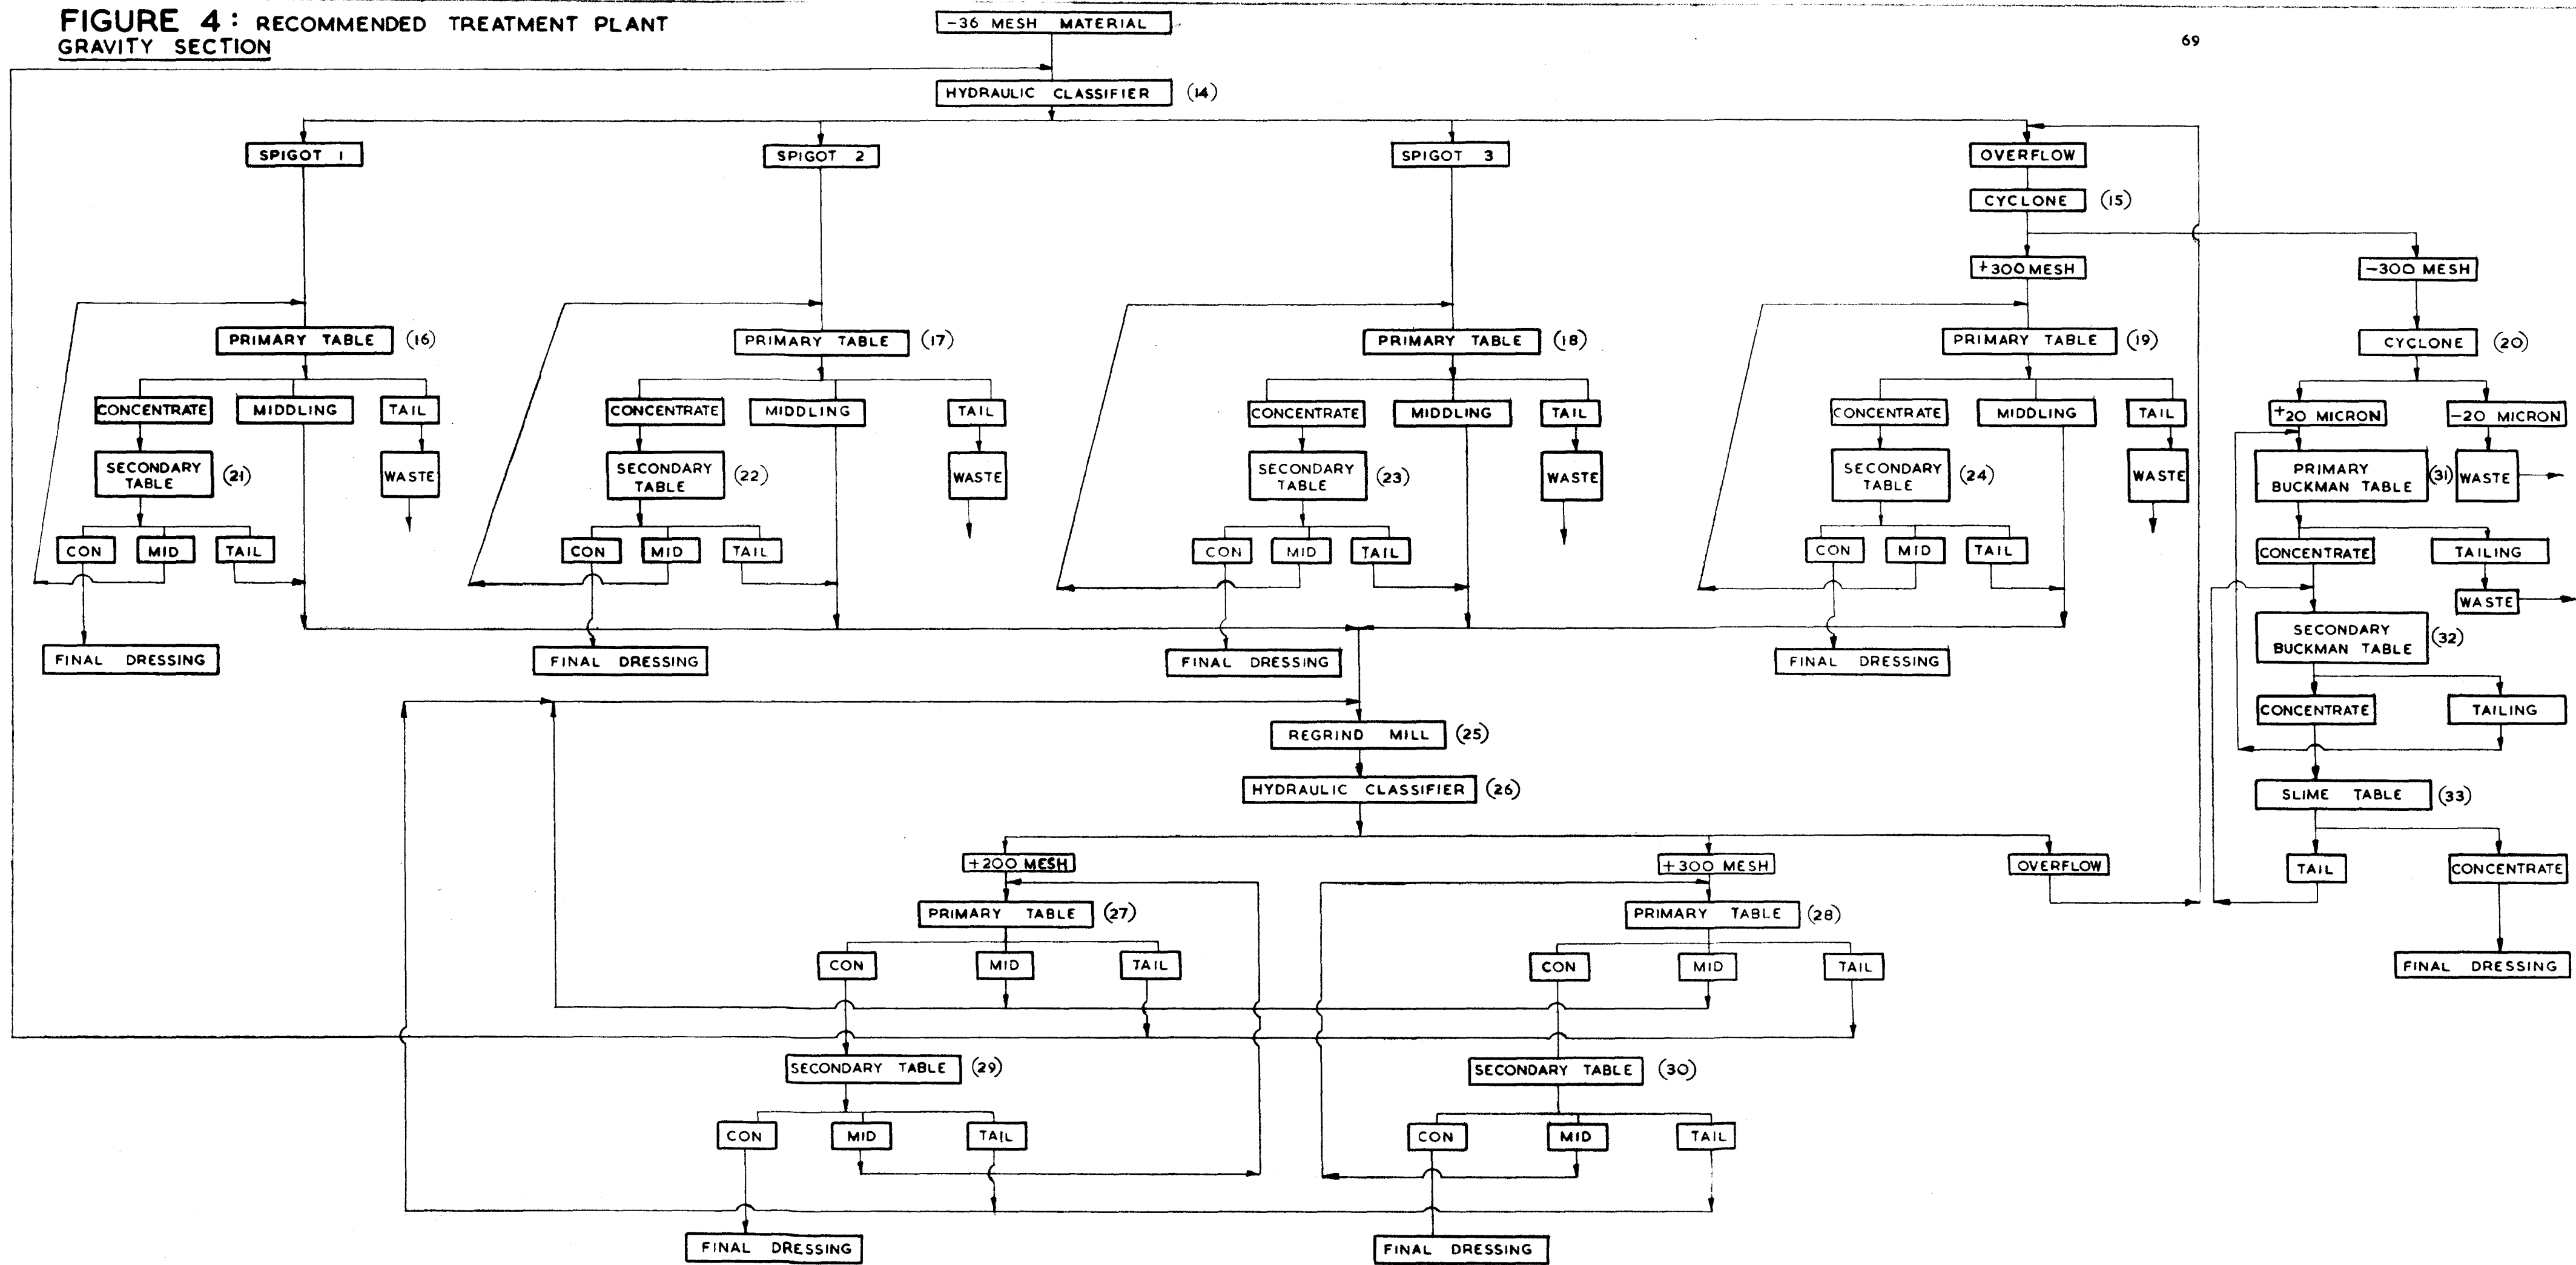 FIGURE 4: RECOMMENDED TREATMENT PLANT
GRAVITY SECTION
69
-36 MESH MATERIAL
HYDRAULIC CLASSIFIER (14)
SPIGOT 1
SPIGOT 2
SPIGOT 3
OVERFLOW
CYCLONE (15)
+300 MESH
-300 MESH
PRIMARY TABLE (16)
PRIMARY TABLE (17)
PRIMARY TABLE (18)
PRIMARY TABLE (19)
CYCLONE (20)
CONCENTRATE
MIDDLING
TAIL
CONCENTRATE
MIDDLING
TAIL
CONCENTRATE
MIDDLING
TAIL
CONCENTRATE
MIDDLING
TAIL
+20 MICRON
-20 MICRON
SECONDARY
TABLE
(21)
WASTE
SECONDARY
TABLE
(22)
WASTE
SECONDARY
TABLE
(23)
WASTE
SECONDARY
TABLE
(24)
WASTE
PRIMARY
BUCKMAN TABLE
(31)
WASTE
CON
MID
TAIL
CON
MID
TAIL
CON
MID
TAIL
CON
MID
TAIL
CONCENTRATE
TAILING
WASTE
FINAL DRESSING
FINAL DRESSING
FINAL DRESSING
FINAL DRESSING
SECONDARY
BUCKMAN TABLE
(32)
CONCENTRATE
TAILING
REGRIND MILL (25)
HYDRAULIC CLASSIFIER (26)
SLIME TABLE (33)
+200 MESH
+300 MESH
OVERFLOW
TAIL
CONCENTRATE
PRIMARY TABLE (27)
PRIMARY TABLE (28)
CON
MID
TAIL
CON
MID
TAIL
FINAL DRESSING
SECONDARY TABLE (29)
SECONDARY TABLE (30)
CON
MID
TAIL
CON
MID
TAIL
FINAL DRESSING
FINAL DRESSING